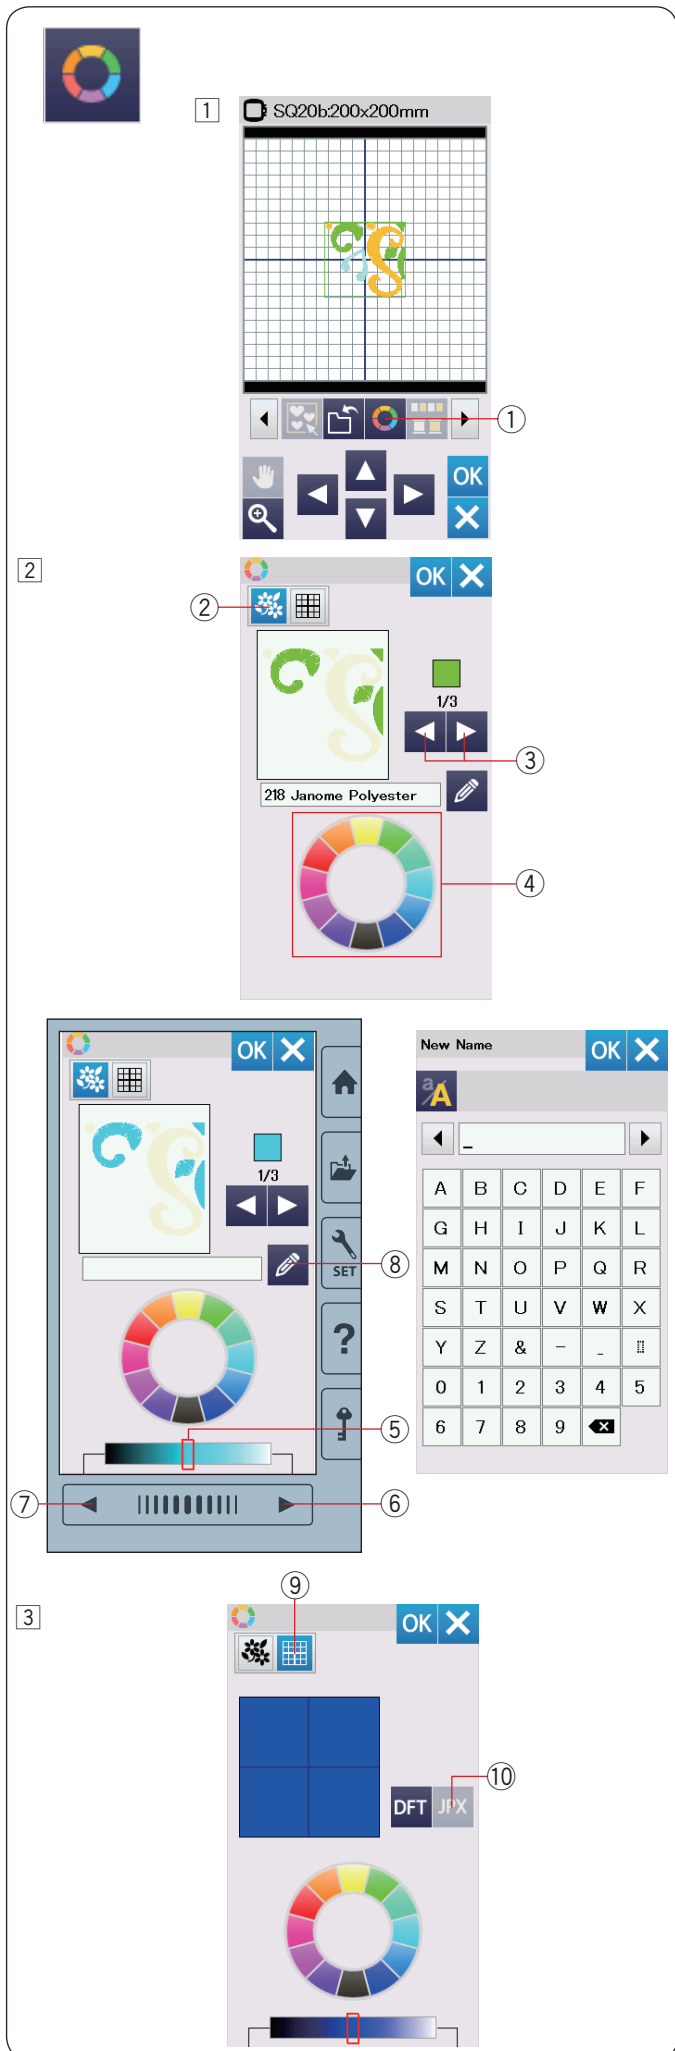 1
SQ20b:200x200mm
①
OK
2
OK
②
1/3
③
218 Janome Polyester
④
OK
1/3
⑧
SET
?
⑤
⑦
⑥
New Name
OK
a/A
_
A B C D E F
G H I J K L
M N O P Q R
S T U V W X
Y Z & - _
0 1 2 3 4 5
6 7 8 9
3
⑨
OK
⑩
DFT JPX